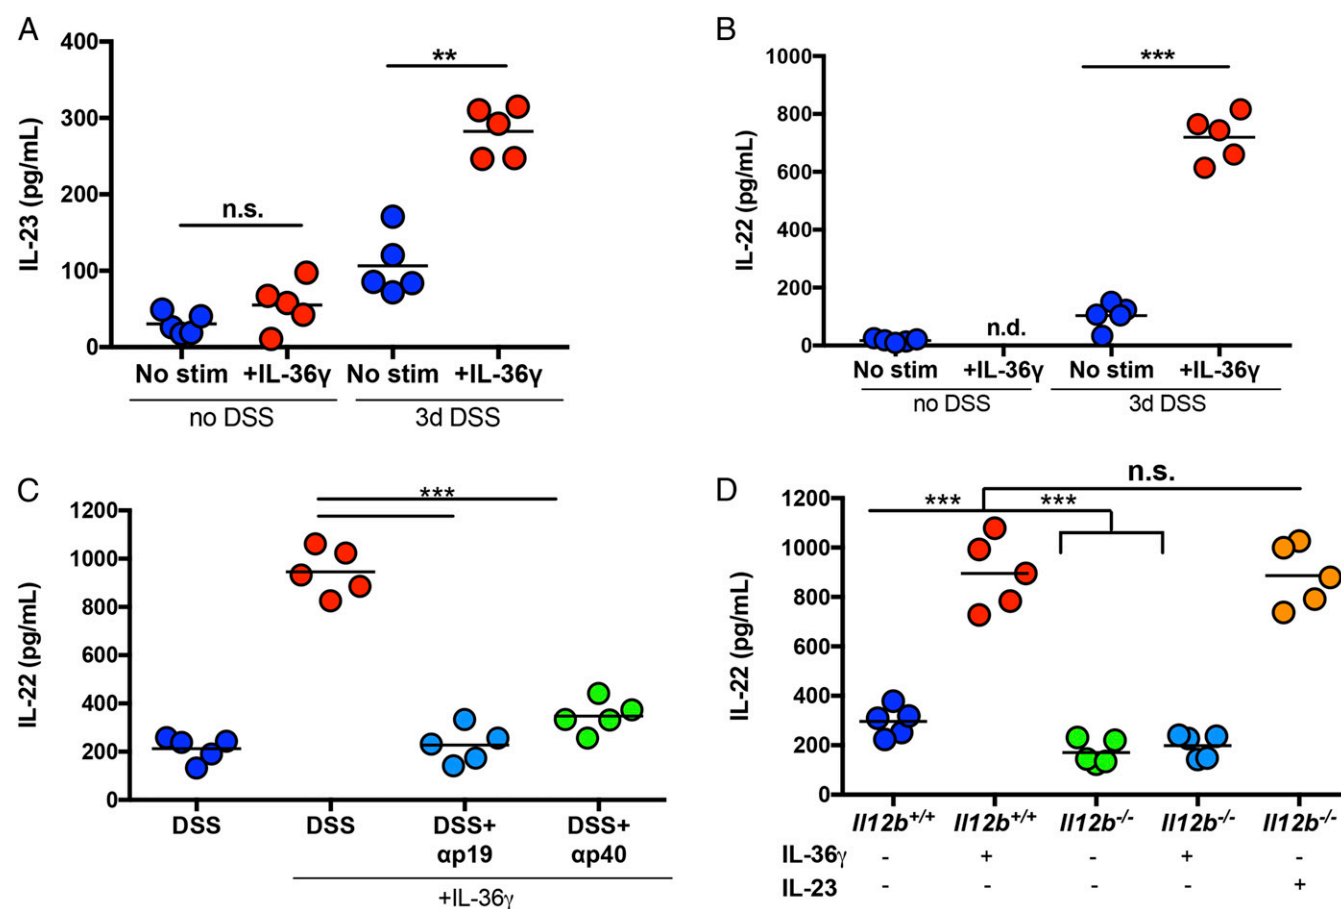 A
IL-23 (pg/mL)
400
300
200
100
0
n.s.
**
No stim +IL-36γ No stim +IL-36γ
no DSS 3d DSS
B
IL-22 (pg/mL)
1000
800
600
400
200
0
n.d.
***
No stim +IL-36γ No stim +IL-36γ
no DSS 3d DSS
C
IL-22 (pg/mL)
1200
1000
800
600
400
200
0
***
DSS DSS DSS+ DSS+
αp19 αp40
+IL-36γ
D
IL-22 (pg/mL)
1200
1000
800
600
400
200
0
n.s.
*** ***
Il12b+/+ Il12b+/+ Il12b-/- Il12b-/- Il12b-/-
IL-36γ - + - + -
IL-23 - - - - +